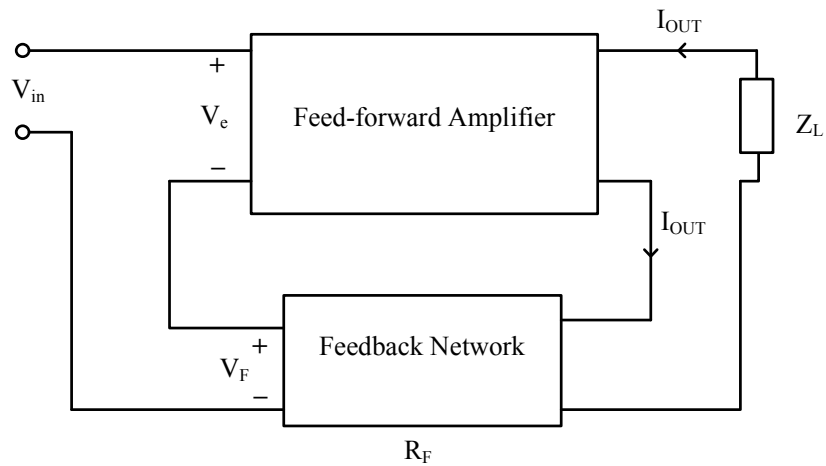 I_OUT
+
V_in
V_e
Feed-forward Amplifier
Z_L
−
I_OUT
Feedback Network
+
V_F
−
R_F